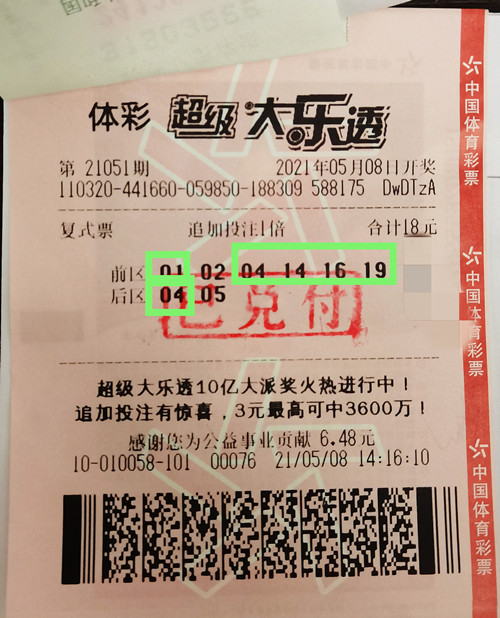 体彩 超级大乐透
第 21051期 2021年05月08日开奖
110320-441660-059850-188309 588175 DwDTzA
复式票 追加投注1倍 合计18元
前区 01 02 04 14 16 19
后区 04 05
已兑付
超级大乐透10亿大派奖火热进行中！
追加投注有惊喜，3元最高可中3600万！
感谢您为公益事业贡献 6.48元
10-010058-101 00076 21/05/08 14:16:10
中国体育彩票
中国体育彩票
中国体育彩票